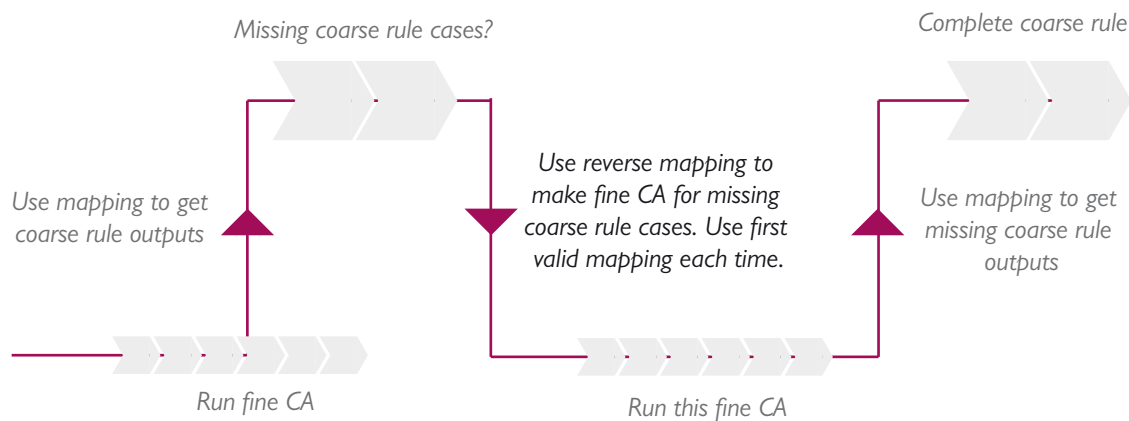 Missing coarse rule cases?
Complete coarse rule
Use mapping to get
coarse rule outputs
Use reverse mapping to
make fine CA for missing
coarse rule cases. Use first
valid mapping each time.
Use mapping to get
missing coarse rule
outputs
Run fine CA
Run this fine CA